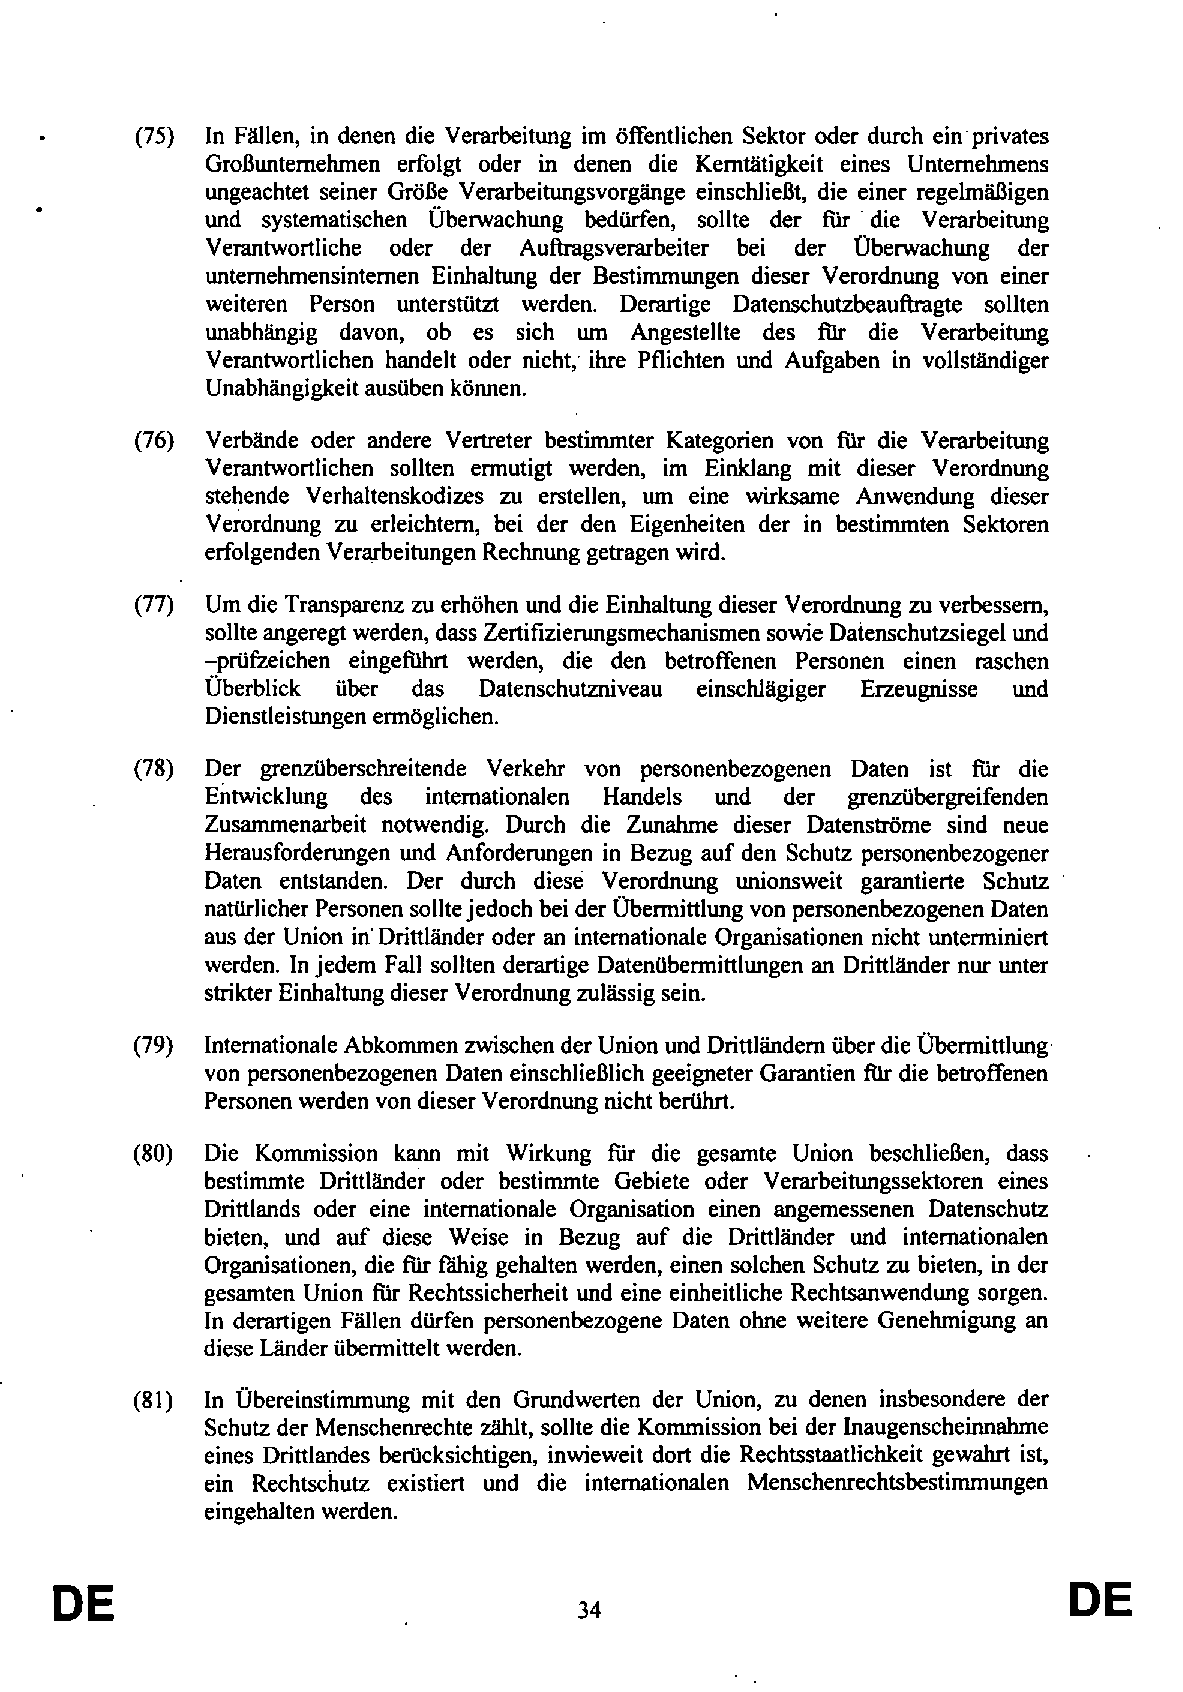 (75) In Fällen, in denen die Verarbeitung im öffentlichen Sektor oder durch ein privates
Großunternehmen erfolgt oder in denen die Kerntätigkeit eines Unternehmens
ungeachtet seiner Größe Verarbeitungsvorgänge einschließt, die einer regelmäßigen
und systematischen Überwachung bedürfen, sollte der für die Verarbeitung
Verantwortliche oder der Auftragsverarbeiter bei der Überwachung der
unternehmensinternen Einhaltung der Bestimmungen dieser Verordnung von einer
weiteren Person unterstützt werden. Derartige Datenschutzbeauftragte sollten
unabhängig davon, ob es sich um Angestellte des für die Verarbeitung
Verantwortlichen handelt oder nicht, ihre Pflichten und Aufgaben in vollständiger
Unabhängigkeit ausüben können.
(76) Verbände oder andere Vertreter bestimmter Kategorien von für die Verarbeitung
Verantwortlichen sollten ermutigt werden, im Einklang mit dieser Verordnung
stehende Verhaltenskodizes zu erstellen, um eine wirksame Anwendung dieser
Verordnung zu erleichtern, bei der den Eigenheiten der in bestimmten Sektoren
erfolgenden Verarbeitungen Rechnung getragen wird.
(77) Um die Transparenz zu erhöhen und die Einhaltung dieser Verordnung zu verbessern,
sollte angeregt werden, dass Zertifizierungsmechanismen sowie Datenschutzsiegel und
–prüfzeichen eingeführt werden, die den betroffenen Personen einen raschen
Überblick über das Datenschutzniveau einschlägiger Erzeugnisse und
Dienstleistungen ermöglichen.
(78) Der grenzüberschreitende Verkehr von personenbezogenen Daten ist für die
Entwicklung des internationalen Handels und der grenzübergreifenden
Zusammenarbeit notwendig. Durch die Zunahme dieser Datenströme sind neue
Herausforderungen und Anforderungen in Bezug auf den Schutz personenbezogener
Daten entstanden. Der durch diese Verordnung unionsweit garantierte Schutz
natürlicher Personen sollte jedoch bei der Übermittlung von personenbezogenen Daten
aus der Union in Drittländer oder an internationale Organisationen nicht unterminiert
werden. In jedem Fall sollten derartige Datenübermittlungen an Drittländer nur unter
strikter Einhaltung dieser Verordnung zulässig sein.
(79) Internationale Abkommen zwischen der Union und Drittländern über die Übermittlung
von personenbezogenen Daten einschließlich geeigneter Garantien für die betroffenen
Personen werden von dieser Verordnung nicht berührt.
(80) Die Kommission kann mit Wirkung für die gesamte Union beschließen, dass
bestimmte Drittländer oder bestimmte Gebiete oder Verarbeitungssektoren eines
Drittlands oder eine internationale Organisation einen angemessenen Datenschutz
bieten, und auf diese Weise in Bezug auf die Drittländer und internationalen
Organisationen, die für fähig gehalten werden, einen solchen Schutz zu bieten, in der
gesamten Union für Rechtssicherheit und eine einheitliche Rechtsanwendung sorgen.
In derartigen Fällen dürfen personenbezogene Daten ohne weitere Genehmigung an
diese Länder übermittelt werden.
(81) In Übereinstimmung mit den Grundwerten der Union, zu denen insbesondere der
Schutz der Menschenrechte zählt, sollte die Kommission bei der Inaugenscheinnahme
eines Drittlandes berücksichtigen, inwieweit dort die Rechtsstaatlichkeit gewahrt ist,
ein Rechtschutz existiert und die internationalen Menschenrechtsbestimmungen
eingehalten werden.
DE 34 DE